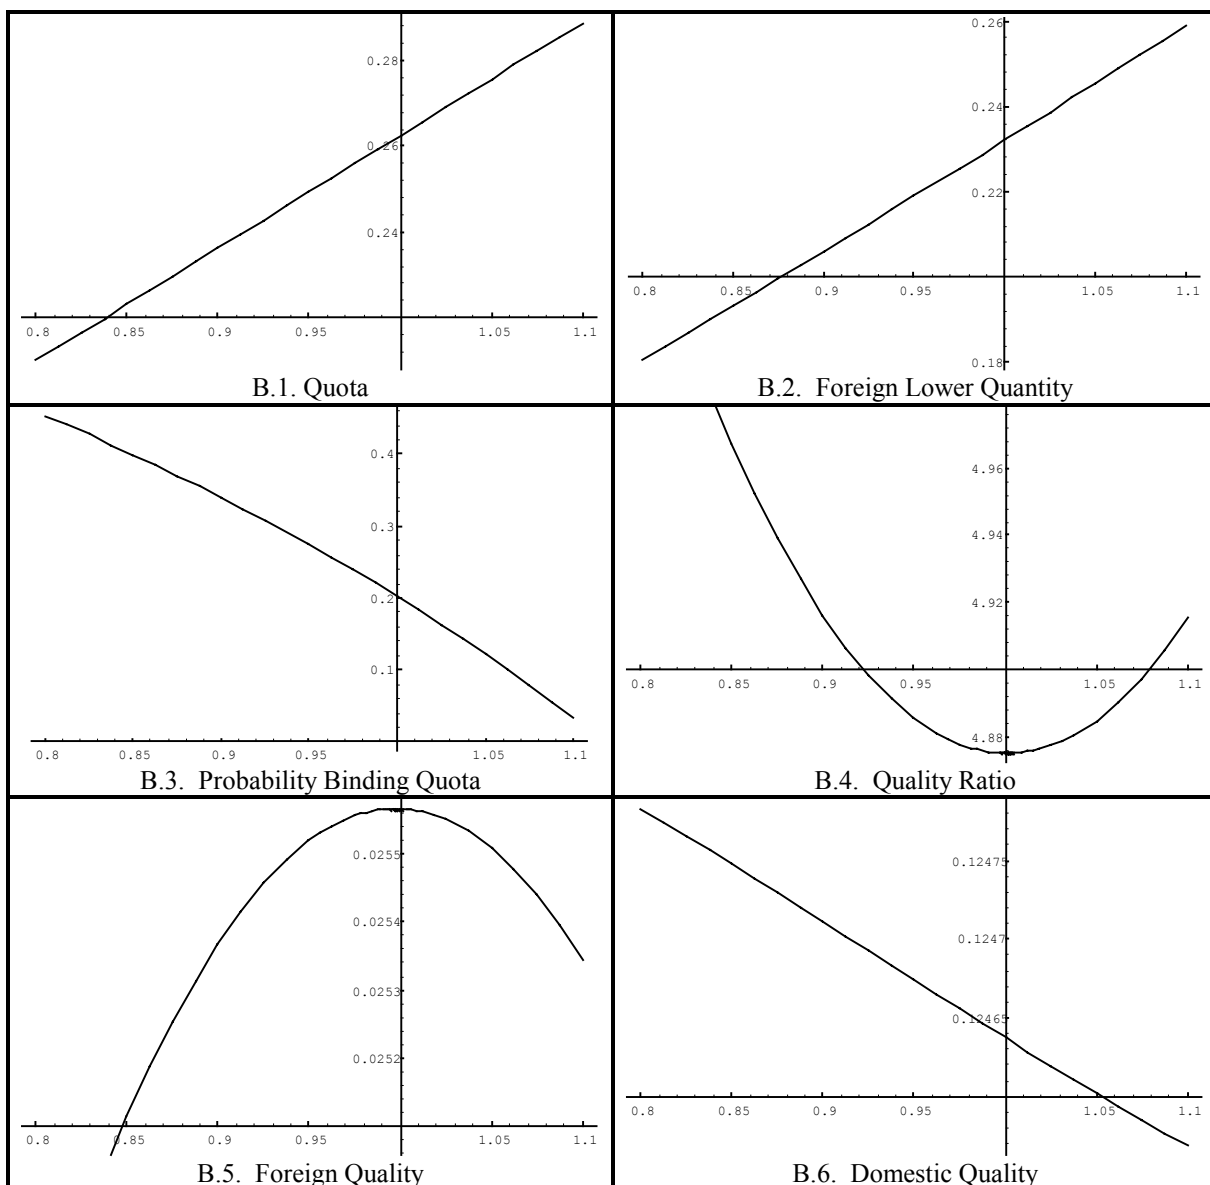 0.28
0.26
0.24
0.8 0.85 0.9 0.95 1.05 1.1
B.1. Quota
0.26
0.24
0.22
0.8 0.85 0.9 0.95 1.05 1.1
0.18
B.2. Foreign Lower Quantity
0.4
0.3
0.2
0.1
0.8 0.85 0.9 0.95 1.05 1.1
B.3. Probability Binding Quota
4.96
4.94
4.92
0.8 0.85 0.9 0.95 1.05 1.1
4.88
B.4. Quality Ratio
0.0255
0.0254
0.0253
0.0252
0.8 0.85 0.9 0.95 1.05 1.1
B.5. Foreign Quality
0.12475
0.1247
0.12465
0.8 0.85 0.9 0.95 1.05 1.1
B.6. Domestic Quality